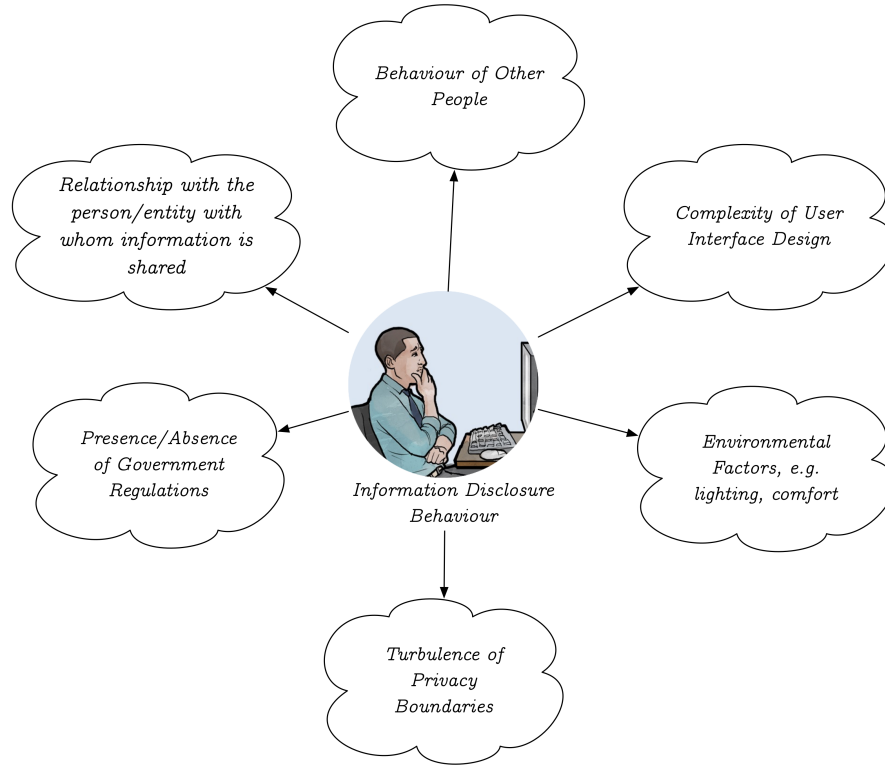 Behaviour of Other
People
Relationship with the
person/entity with
whom information is
shared
Complexity of User
Interface Design
Presence/Absence
of Government
Regulations
Environmental
Factors, e.g.
lighting, comfort
Information Disclosure
Behaviour
Turbulence of
Privacy
Boundaries